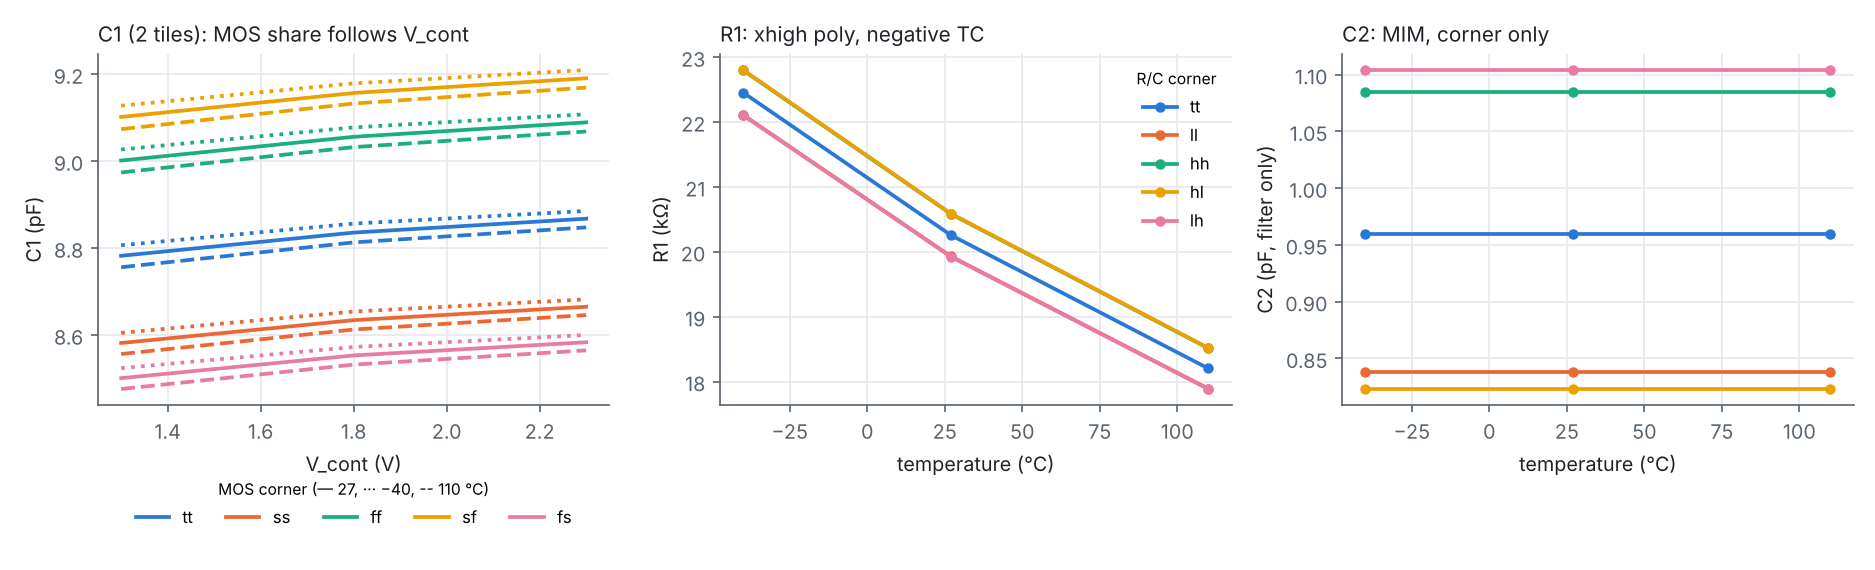 C1 (2 tiles): MOS share follows V_cont
C1 (pF)
9.2
9.0
8.8
8.6
1.4 1.6 1.8 2.0 2.2
V_cont (V)
MOS corner (— 27, ··· −40, -- 110 °C)
tt ss ff sf fs
R1: xhigh poly, negative TC
R1 (kΩ)
23
22
21
20
19
18
R/C corner
tt
ll
hh
hl
lh
−25 0 25 50 75 100
temperature (°C)
C2: MIM, corner only
C2 (pF, filter only)
1.10
1.05
1.00
0.95
0.90
0.85
−25 0 25 50 75 100
temperature (°C)